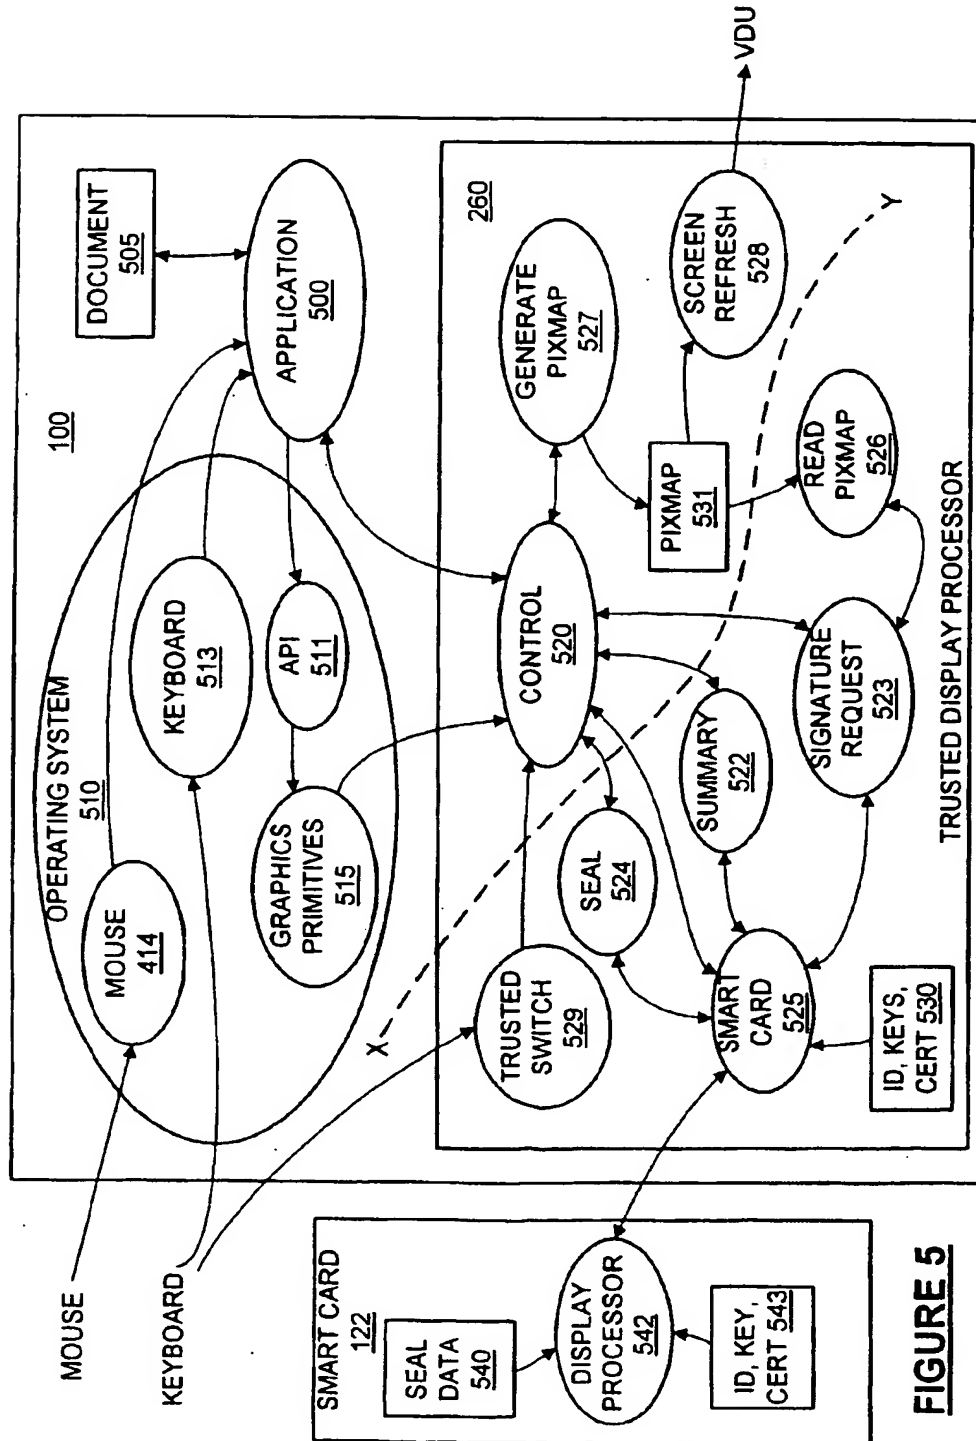 MOUSE
KEYBOARD
100
OPERATING SYSTEM
510
MOUSE
414
KEYBOARD
513
GRAPHICS
PRIMITIVES
515
API
511
DOCUMENT
505
APPLICATION
500
X
260
TRUSTED
SWITCH
529
CONTROL
520
GENERATE
PIXMAP
527
SEAL
524
PIXMAP
531
SCREEN
REFRESH
528
VDU
SUMMARY
522
SMART
CARD
525
SIGNATURE
REQUEST
523
READ
PIXMAP
526
Y
ID, KEYS,
CERT 530
TRUSTED DISPLAY PROCESSOR
SMART CARD
122
SEAL
DATA
540
DISPLAY
PROCESSOR
542
ID, KEY,
CERT 543
FIGURE 5